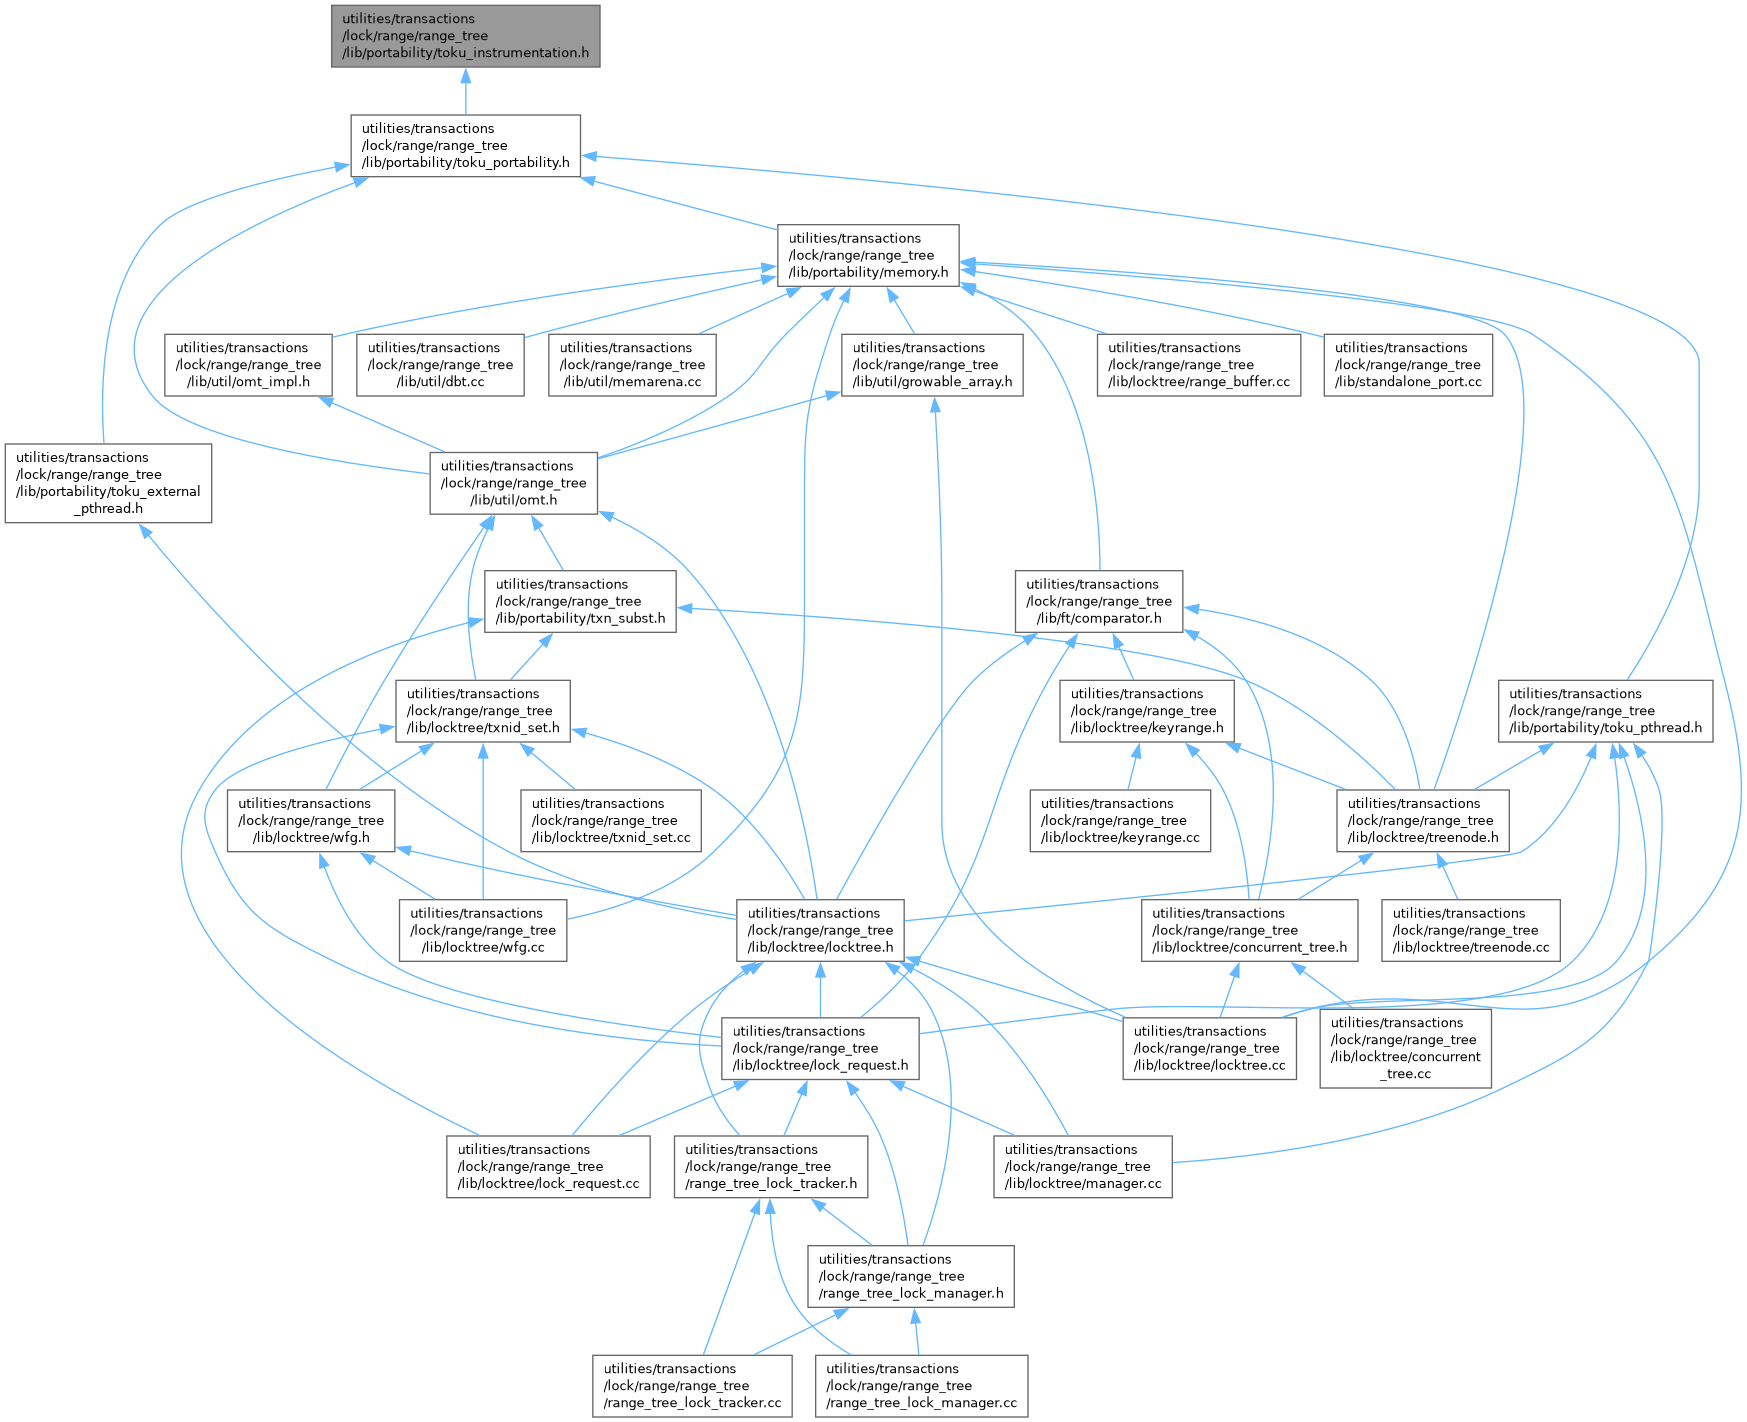 utilities/transactions
/lock/range/range_tree
/lib/portability/toku_instrumentation.h
utilities/transactions
/lock/range/range_tree
/lib/portability/toku_portability.h
utilities/transactions
/lock/range/range_tree
/lib/portability/memory.h
utilities/transactions
/lock/range/range_tree
/lib/util/omt_impl.h
utilities/transactions
/lock/range/range_tree
/lib/util/dbt.cc
utilities/transactions
/lock/range/range_tree
/lib/util/memarena.cc
utilities/transactions
/lock/range/range_tree
/lib/util/growable_array.h
utilities/transactions
/lock/range/range_tree
/lib/locktree/range_buffer.cc
utilities/transactions
/lock/range/range_tree
/lib/standalone_port.cc
utilities/transactions
/lock/range/range_tree
/lib/portability/toku_external
_pthread.h
utilities/transactions
/lock/range/range_tree
/lib/util/omt.h
utilities/transactions
/lock/range/range_tree
/lib/portability/txn_subst.h
utilities/transactions
/lock/range/range_tree
/lib/ft/comparator.h
utilities/transactions
/lock/range/range_tree
/lib/locktree/txnid_set.h
utilities/transactions
/lock/range/range_tree
/lib/locktree/keyrange.h
utilities/transactions
/lock/range/range_tree
/lib/portability/toku_pthread.h
utilities/transactions
/lock/range/range_tree
/lib/locktree/wfg.h
utilities/transactions
/lock/range/range_tree
/lib/locktree/txnid_set.cc
utilities/transactions
/lock/range/range_tree
/lib/locktree/keyrange.cc
utilities/transactions
/lock/range/range_tree
/lib/locktree/treenode.h
utilities/transactions
/lock/range/range_tree
/lib/locktree/wfg.cc
utilities/transactions
/lock/range/range_tree
/lib/locktree/locktree.h
utilities/transactions
/lock/range/range_tree
/lib/locktree/concurrent_tree.h
utilities/transactions
/lock/range/range_tree
/lib/locktree/treenode.cc
utilities/transactions
/lock/range/range_tree
/lib/locktree/lock_request.h
utilities/transactions
/lock/range/range_tree
/lib/locktree/locktree.cc
utilities/transactions
/lock/range/range_tree
/lib/locktree/concurrent
_tree.cc
utilities/transactions
/lock/range/range_tree
/lib/locktree/lock_request.cc
utilities/transactions
/lock/range/range_tree
/range_tree_lock_tracker.h
utilities/transactions
/lock/range/range_tree
/lib/locktree/manager.cc
utilities/transactions
/lock/range/range_tree
/range_tree_lock_manager.h
utilities/transactions
/lock/range/range_tree
/range_tree_lock_tracker.cc
utilities/transactions
/lock/range/range_tree
/range_tree_lock_manager.cc